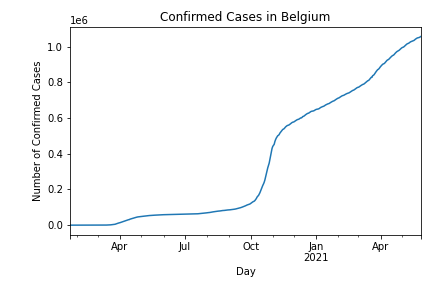 Confirmed Cases in Belgium
1e6
1.0
0.8
0.6
0.4
0.2
0.0
Number of Confirmed Cases
Apr Jul Oct Jan Apr
2021
Day